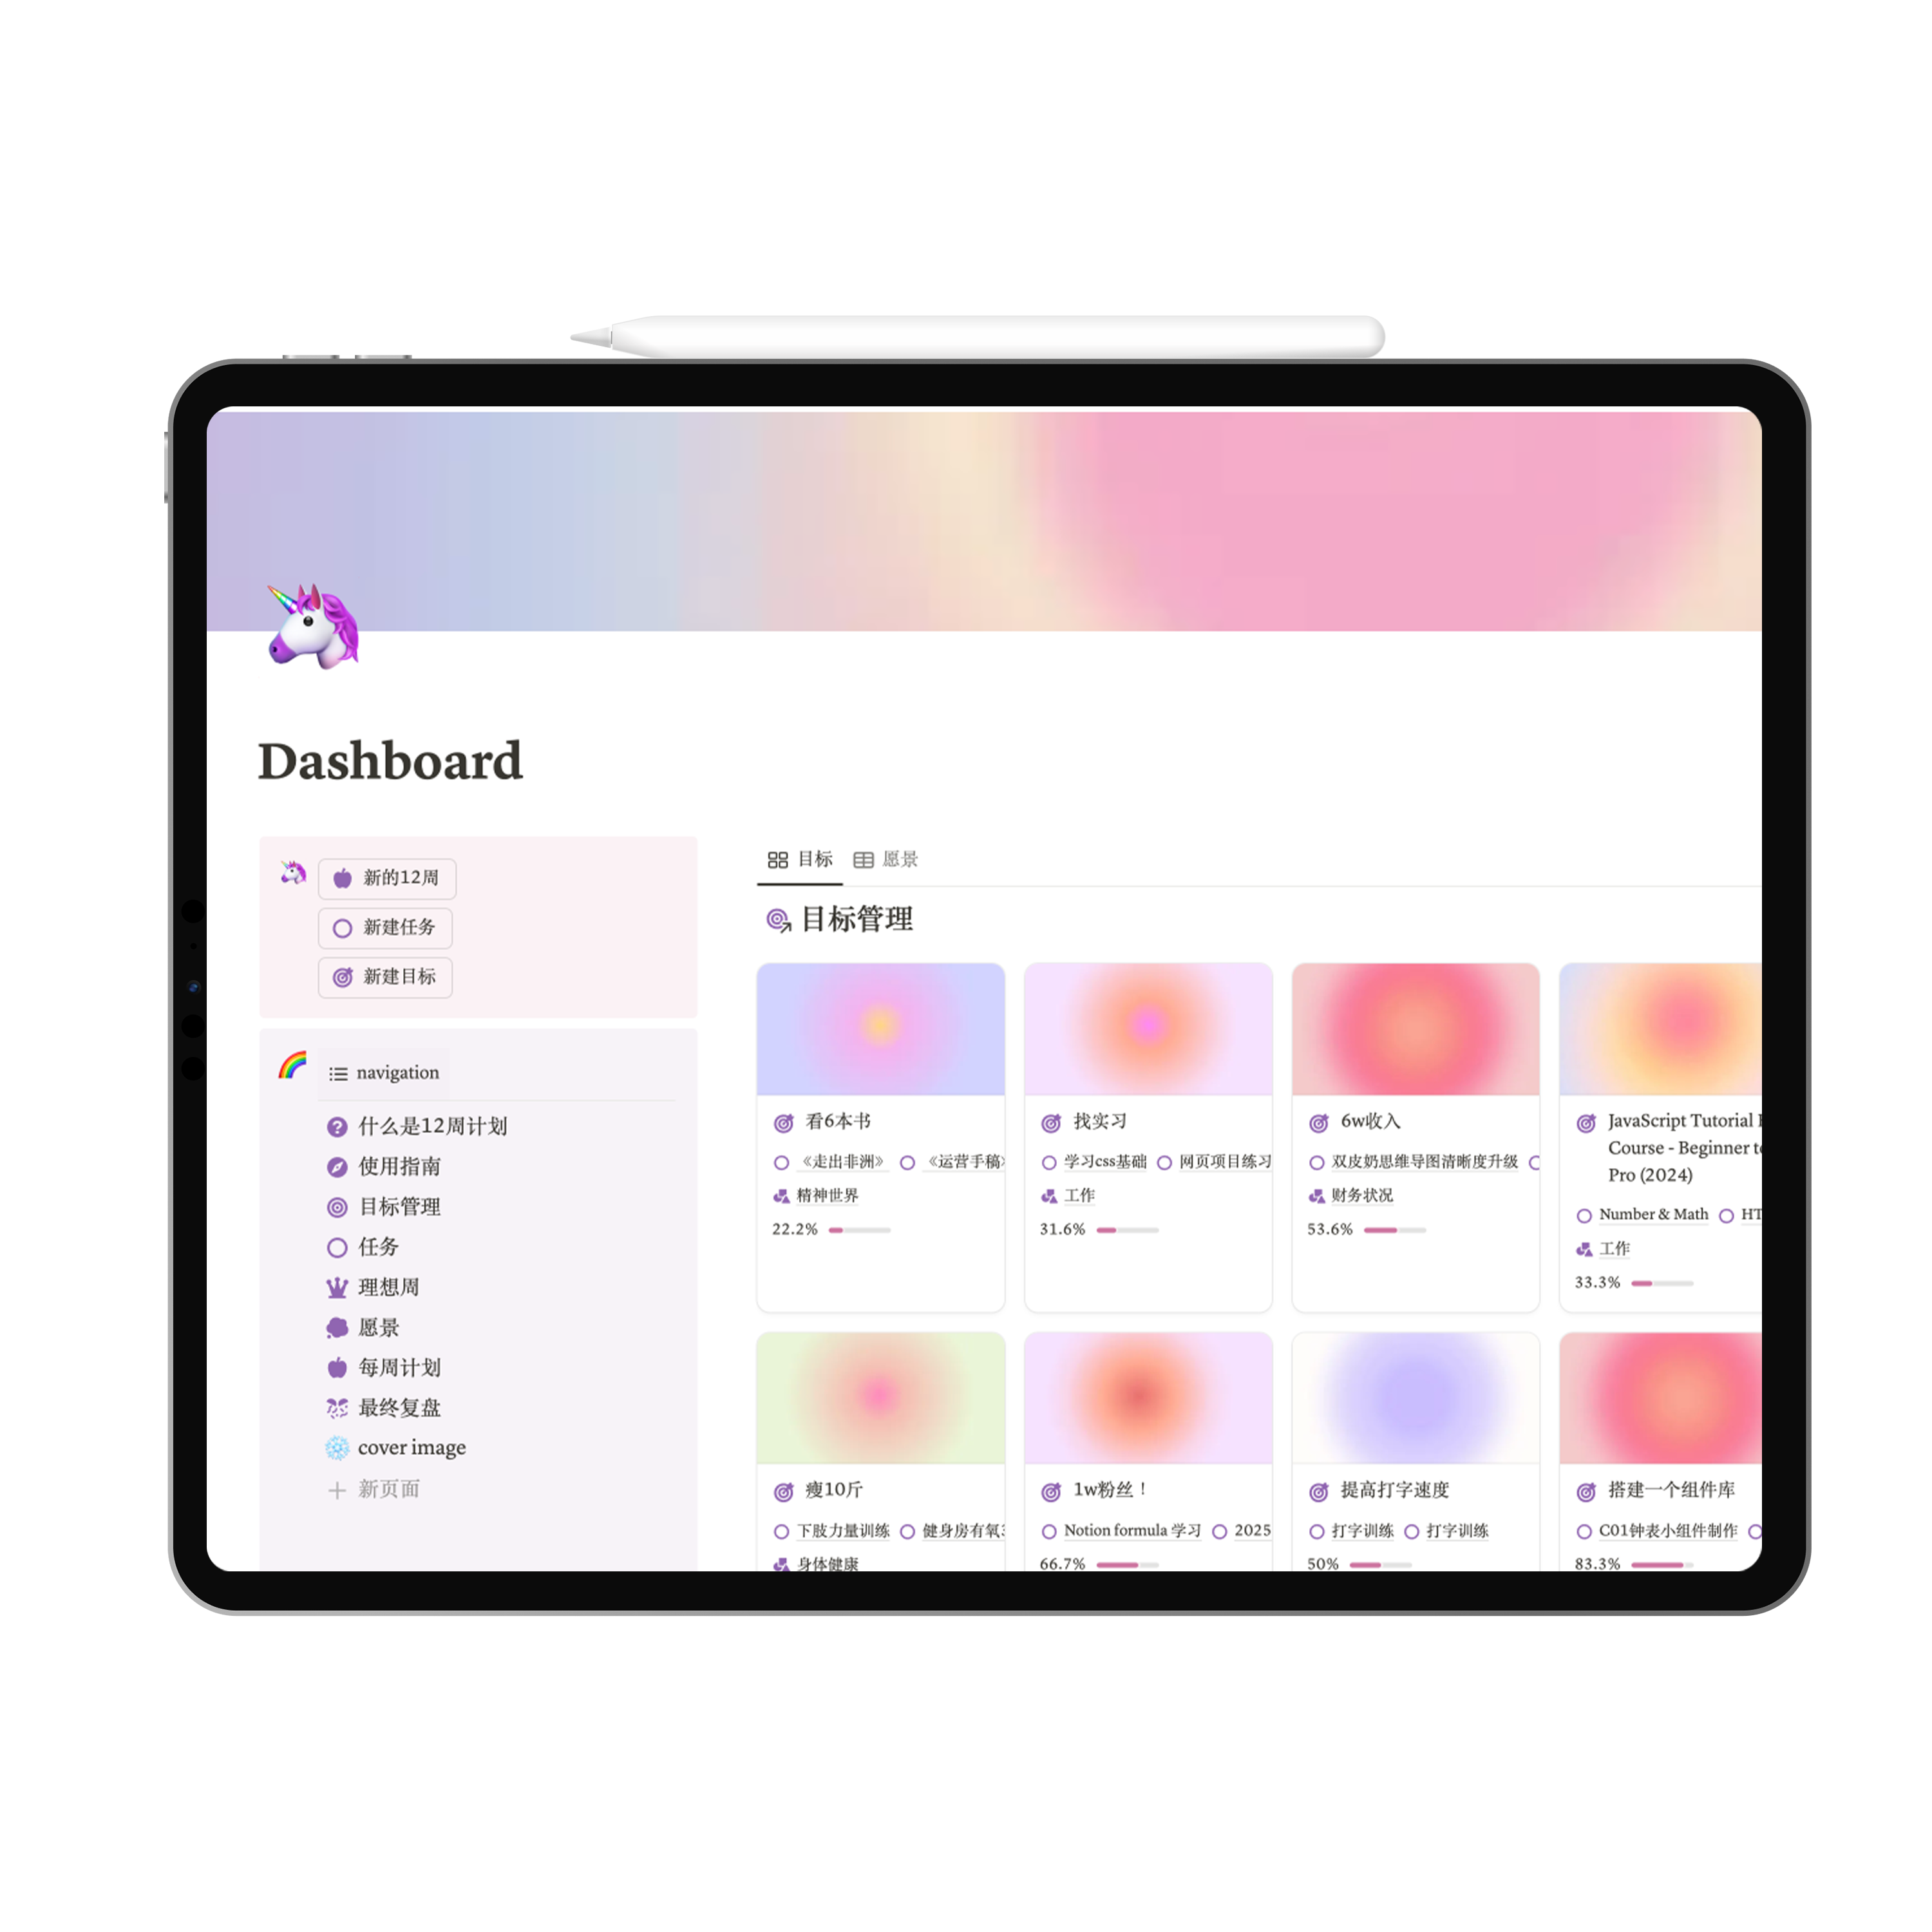 Dashboard
新的12周
新建任务
新建目标
navigation
什么是12周计划
使用指南
目标管理
任务
理想周
愿景
每周计划
最终复盘
cover image
新页面
目标 愿景
目标管理
看6本书
《走出非洲》 《运营手稿》
精神世界
22.2%
找实习
学习css基础 网页项目练习
工作
31.6%
6w收入
双皮奶思维导图清晰度升级
财务状况
53.6%
JavaScript Tutorial
Course - Beginner to
Pro (2024)
Number & Math HT
工作
33.3%
瘦10斤
下肢力量训练 健身房有氧3
身体健康
1w粉丝！
Notion formula 学习 2025
66.7%
提高打字速度
打字训练 打字训练
50%
搭建一个组件库
C01钟表小组件制作
83.3%